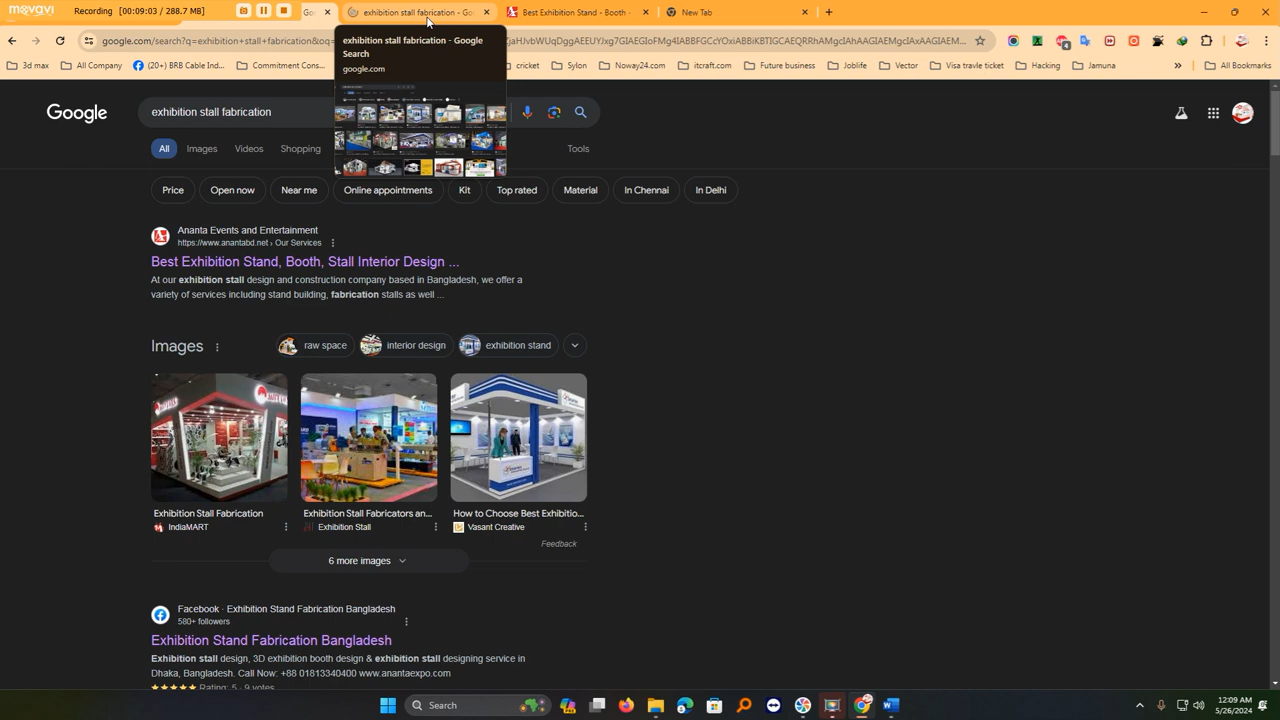 movavi
Recording
00:09:03 / 288.7 MB
Goo
exhibition stall fabrication - Go
Best Exhibition Stand - Booth -
New Tab
exhibition stall fabrication - Google
Search
google.com
3d max
All Company
(20+) BRB Cable Ind...
Commitment Cons...
cricket
Sylon
Noway24.com
itcraft.com
Future business
Joblife
Vector
Visa travle ticket
Hacking
Jamuna
All Bookmarks
Google
exhibition stall fabrication
All
Images
Videos
Shopping
Tools
Price
Open now
Near me
Online appointments
Kit
Top rated
Material
In Chennai
In Delhi
Ananta Events and Entertainment
https://www.anantabd.net › Our Services
Best Exhibition Stand, Booth, Stall Interior Design ...
At our exhibition stall design and construction company based in Bangladesh, we offer a
variety of services including stand building, fabrication stalls as well ...
Images
raw space
interior design
exhibition stand
Exhibition Stall Fabrication
IndiaMART
Exhibition Stall Fabricators an...
Exhibition Stall
How to Choose Best Exhibitio...
Vasant Creative
Feedback
6 more images
Facebook · Exhibition Stand Fabrication Bangladesh
580+ followers
Exhibition Stand Fabrication Bangladesh
Exhibition stall design, 3D exhibition booth design & exhibition stall designing service in
Dhaka, Bangladesh. Call Now: +88 01813340400 www.anantaexpo.com
Rating: 5 · 9 votes
Search
12:09 AM
5/26/2024